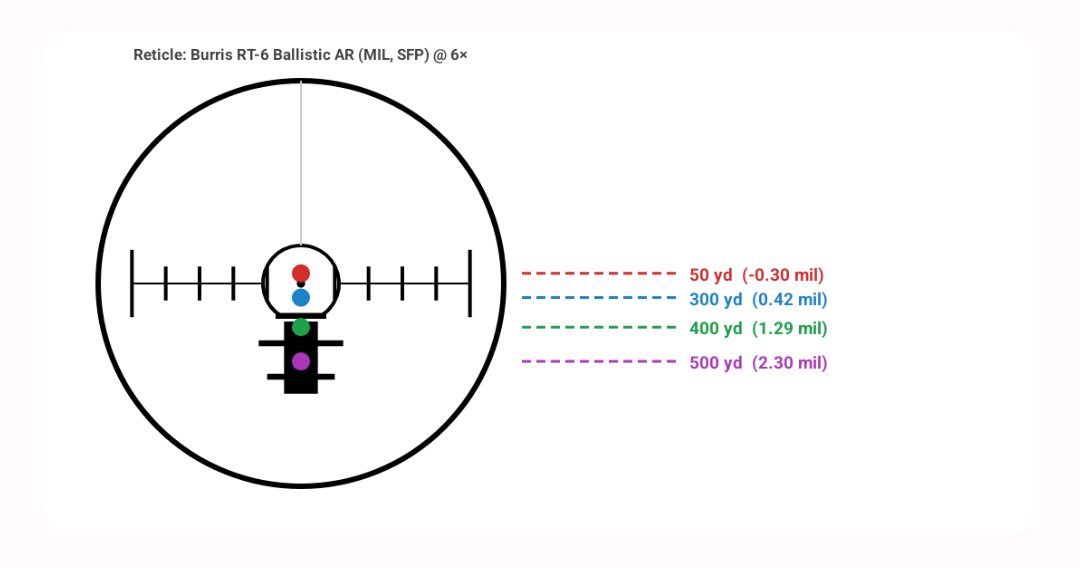 Reticle: Burris RT-6 Ballistic AR (MIL, SFP) @ 6×
50 yd (-0.30 mil)
300 yd (0.42 mil)
400 yd (1.29 mil)
500 yd (2.30 mil)